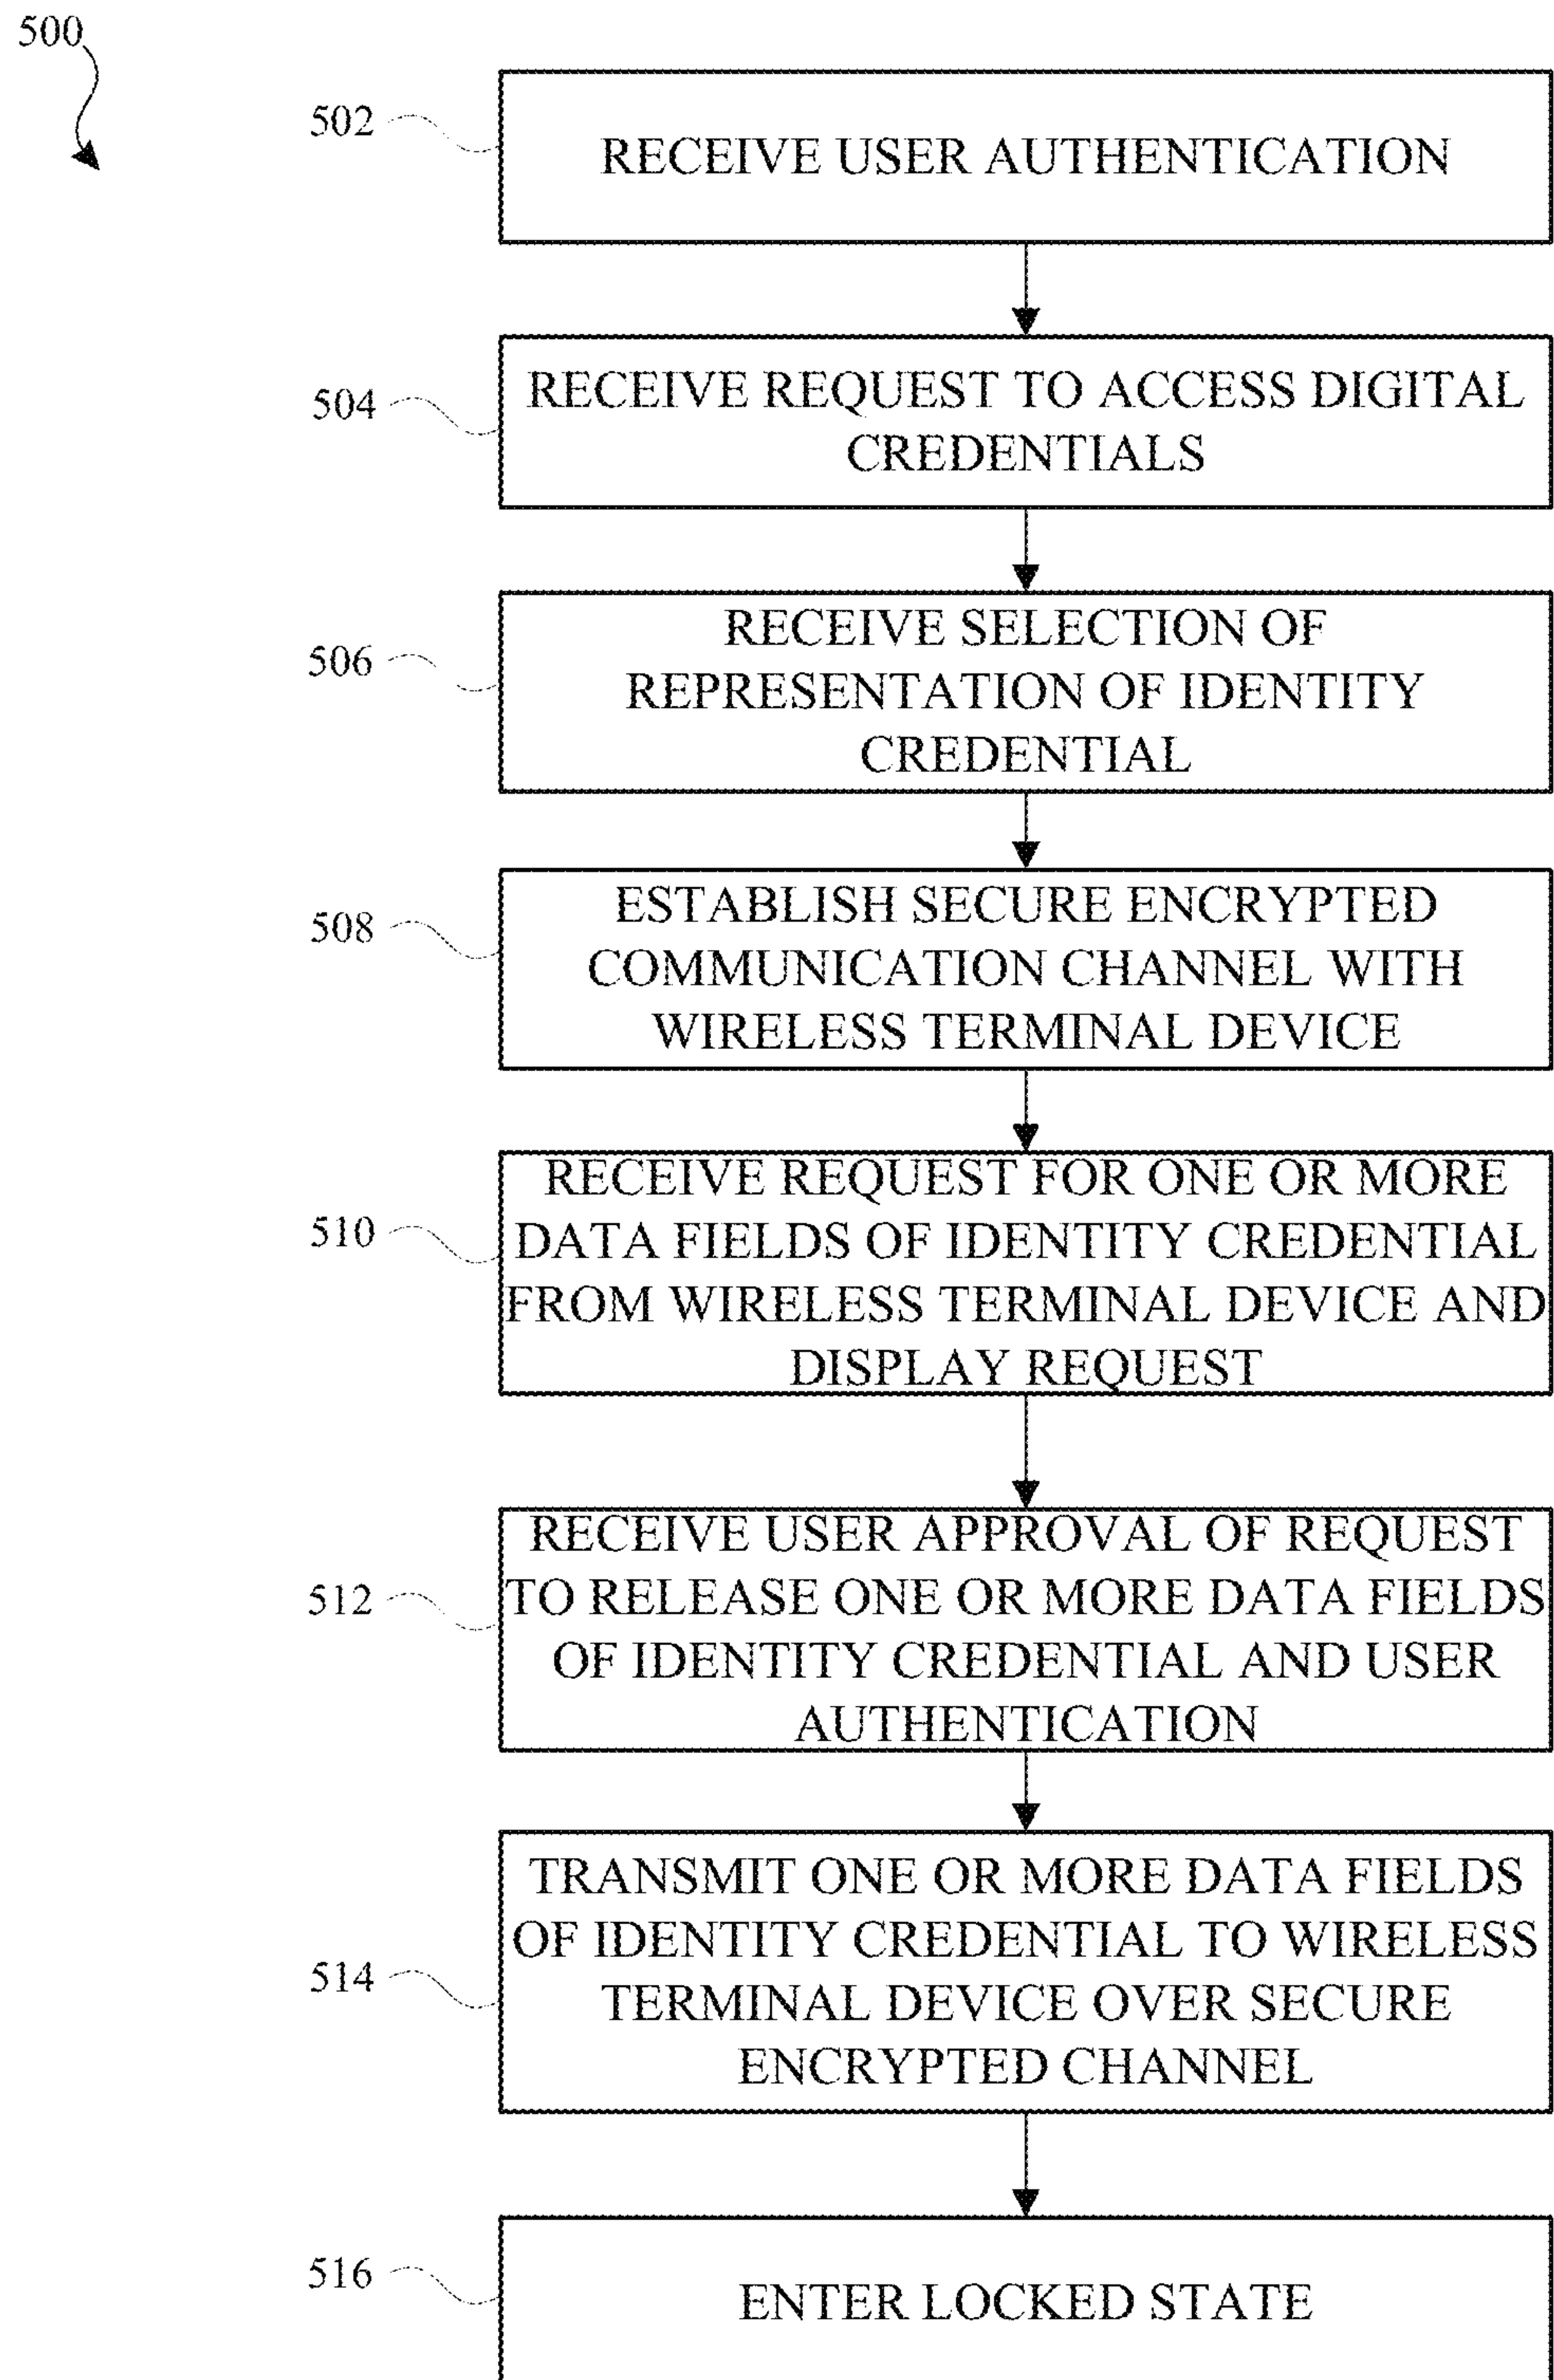 500
502
RECEIVE USER AUTHENTICATION
504
RECEIVE REQUEST TO ACCESS DIGITAL
CREDENTIALS
506
RECEIVE SELECTION OF
REPRESENTATION OF IDENTITY
CREDENTIAL
508
ESTABLISH SECURE ENCRYPTED
COMMUNICATION CHANNEL WITH
WIRELESS TERMINAL DEVICE
510
RECEIVE REQUEST FOR ONE OR MORE
DATA FIELDS OF IDENTITY CREDENTIAL
FROM WIRELESS TERMINAL DEVICE AND
DISPLAY REQUEST
512
RECEIVE USER APPROVAL OF REQUEST
TO RELEASE ONE OR MORE DATA FIELDS
OF IDENTITY CREDENTIAL AND USER
AUTHENTICATION
514
TRANSMIT ONE OR MORE DATA FIELDS
OF IDENTITY CREDENTIAL TO WIRELESS
TERMINAL DEVICE OVER SECURE
ENCRYPTED CHANNEL
516
ENTER LOCKED STATE